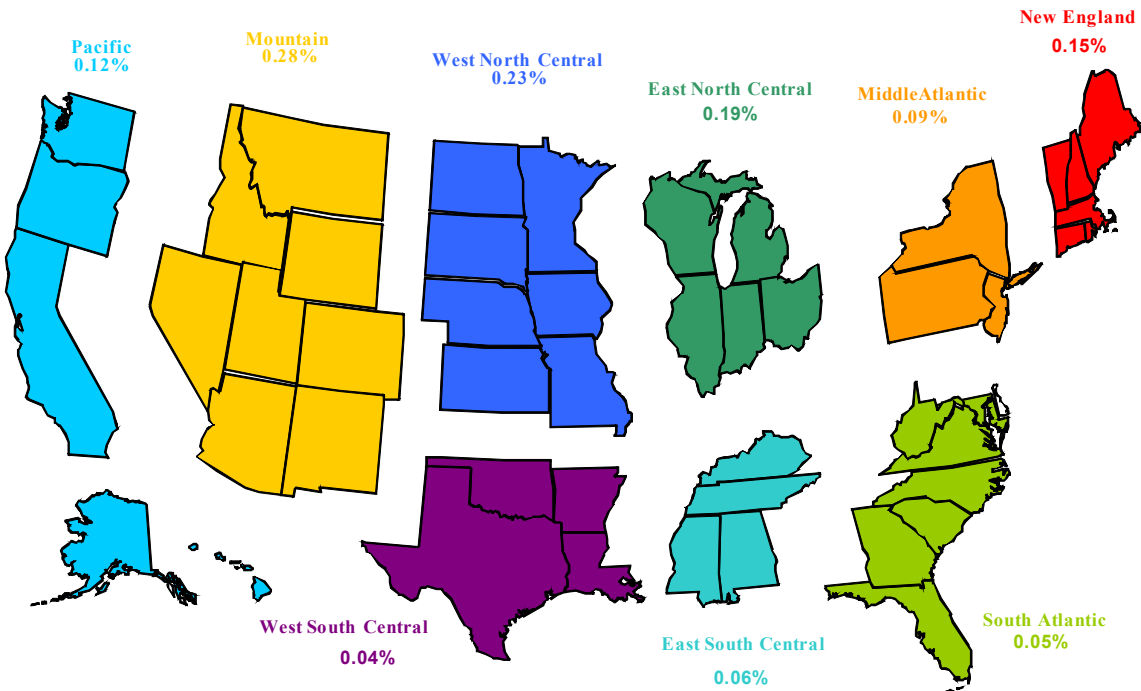 New England
0.15%
Pacific
0.12%
Mountain
0.28%
West North Central
0.23%
East North Central
0.19%
MiddleAtlantic
0.09%
West South Central
0.04%
East South Central
0.06%
South Atlantic
0.05%